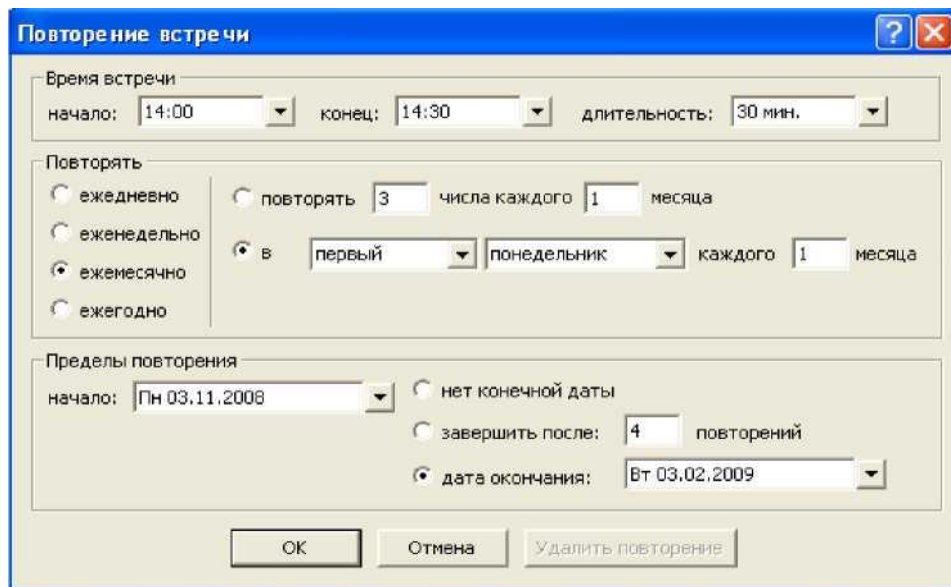 Повторение встречи
Время встречи
начало: 14:00 конец: 14:30 длительность: 30 мин.
Повторять
ежедневно повторять 3 числа каждого 1 месяца
еженедельно
в первый понедельник каждого 1 месяца
ежемесячно
ежегодно
Пределы повторения
начало: Пн 03.11.2008 нет конечной даты
завершить после: 4 повторений
дата окончания: Вт 03.02.2009
ОК Отмена Удалить повторение